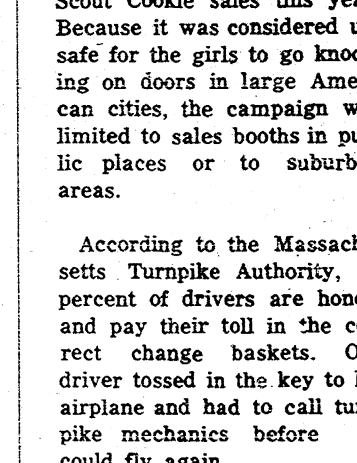 Scout Cookie sales this yea
Because it was considered u
safe for the girls to go knoc
ing on doors in large Ame
can cities, the campaign w
limited to sales booths in pu
lic places or to suburb
areas.
According to the Massach
setts Turnpike Authority,
percent of drivers are hone
and pay their toll in the co
rect change baskets. O
driver tossed in the key to h
airplane and had to call tur
pike mechanics before
could fly again.